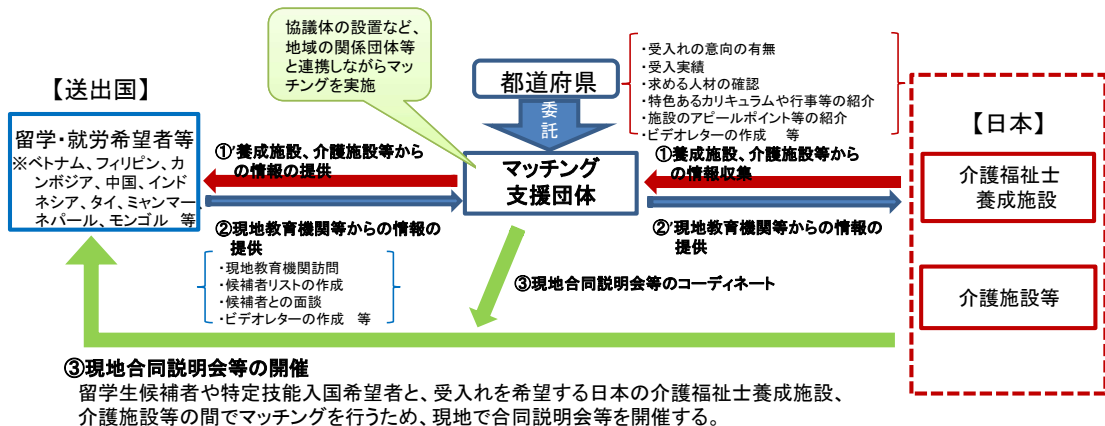 協議体の設置など、
地域の関係団体等
と連携しながらマッ
チングを実施
都道府県
委
託
・受入れの意向の有無
・受入実績
・求める人材の確認
・特色あるカリキュラムや行事等の紹介
・施設のアピールポイント等の紹介
・ビデオレターの作成　等
【送出国】
留学・就労希望者等
※ベトナム、フィリピン、カ
ンボジア、中国、インド
ネシア、タイ、ミャンマー、
ネパール、モンゴル　等
①’養成施設、介護施設等から
の情報の提供
②現地教育機関等からの情報の
提供
・現地教育機関訪問
・候補者リストの作成
・候補者との面談
・ビデオレターの作成　等
マッチング
支援団体
①養成施設、介護施設等から
の情報収集
②’現地教育機関等からの情報の
提供
③現地合同説明会等のコーディネート
【日本】
介護福祉士
養成施設
介護施設等
③現地合同説明会等の開催
留学生候補者や特定技能入国希望者と、受入れを希望する日本の介護福祉士養成施設、
介護施設等の間でマッチングを行うため、現地で合同説明会等を開催する。